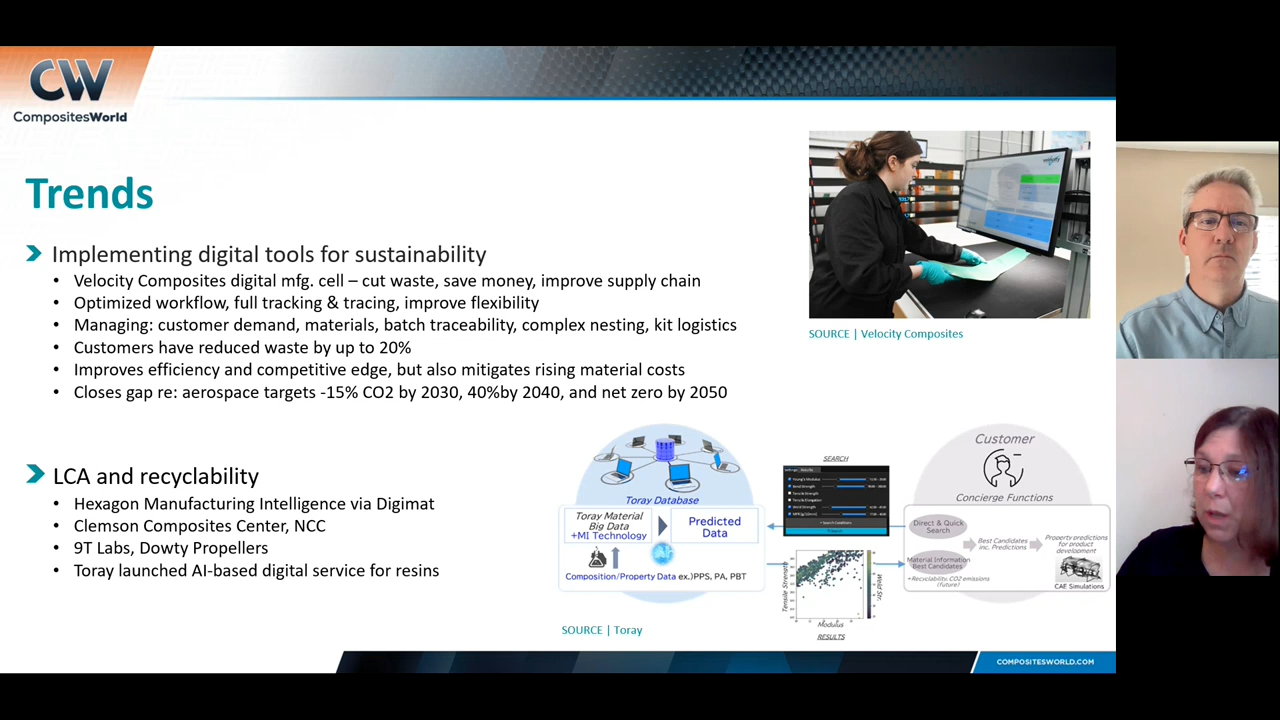 CW
CompositesWorld
Trends
Implementing digital tools for sustainability
• Velocity Composites digital mfg. cell – cut waste, save money, improve supply chain
• Optimized workflow, full tracking & tracing, improve flexibility
• Managing: customer demand, materials, batch traceability, complex nesting, kit logistics
• Customers have reduced waste by up to 20%
• Improves efficiency and competitive edge, but also mitigates rising material costs
• Closes gap re: aerospace targets -15% CO2 by 2030, 40%by 2040, and net zero by 2050
SOURCE | Velocity Composites
LCA and recyclability
• Hexagon Manufacturing Intelligence via Digimat
• Clemson Composites Center, NCC
• 9T Labs, Dowty Propellers
• Toray launched AI-based digital service for resins
Toray Database
Toray Material
Big Data
+MI Technology
Predicted
Data
AI
Composition/Property Data ex.)PPS, PA, PBT
SEARCH
Tensile Strength
Modulus
RESULTS
Customer
Concierge Functions
Direct & Quick
Search
Material Information
Best Candidates
+Recyclability, CO2 emissions
(future)
Best Candidates
inc. Predictions
Property predictions
for product
development
CAE Simulations
SOURCE | Toray
COMPOSITESWORLD.COM